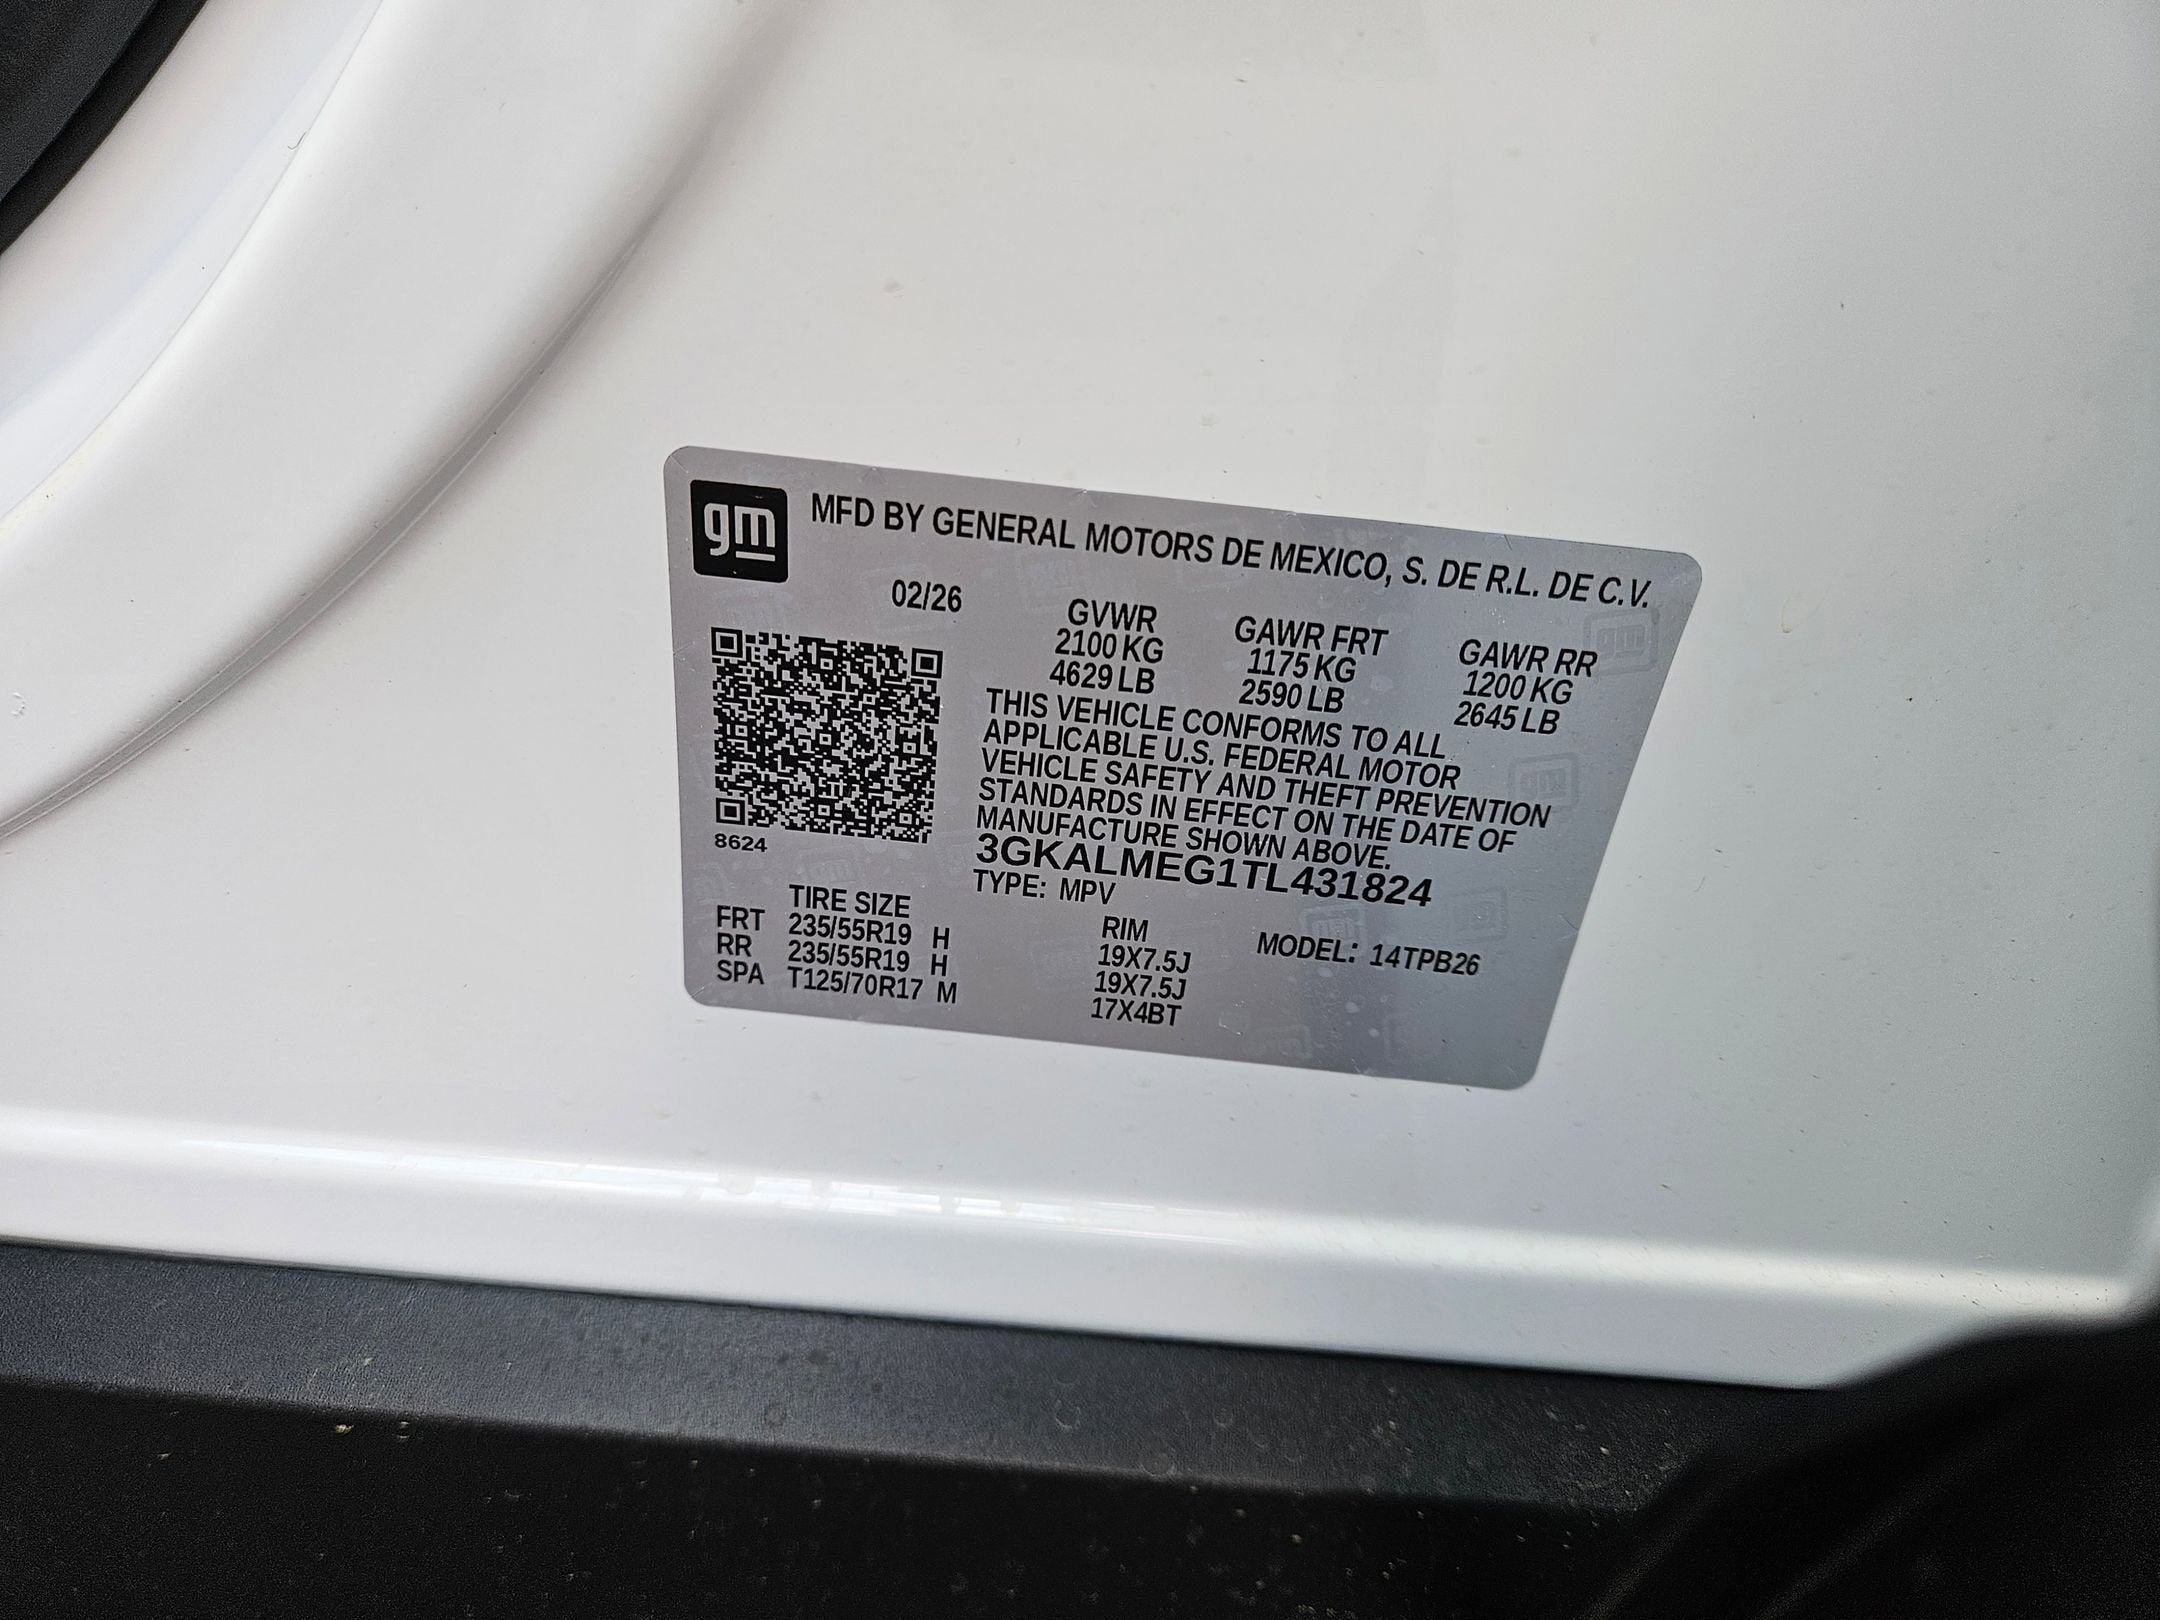 gm MFD BY GENERAL MOTORS DE MEXICO, S. DE R.L. DE C.V.
02/26
GVWR GAWR FRT GAWR RR
2100 KG 1175 KG 1200 KG
4629 LB 2590 LB 2645 LB
THIS VEHICLE CONFORMS TO ALL
APPLICABLE U.S. FEDERAL MOTOR
VEHICLE SAFETY AND THEFT PREVENTION
STANDARDS IN EFFECT ON THE DATE OF
MANUFACTURE SHOWN ABOVE.
8624
3GKALMEG1TL431824
TYPE: MPV
TIRE SIZE RIM
FRT 235/55R19 H 19X7.5J
RR 235/55R19 H 19X7.5J
SPA T125/70R17 M 17X4BT
MODEL: 14TPB26